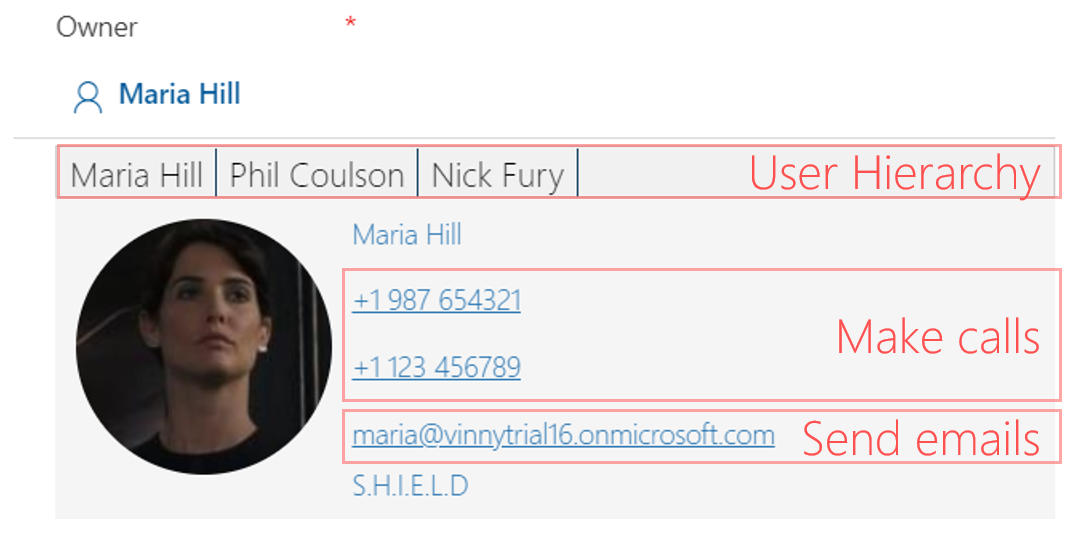 Owner *
Maria Hill
Maria Hill Phil Coulson Nick Fury User Hierarchy
Maria Hill
+1 987 654321
Make calls
+1 123 456789
maria@vinnytrial16.onmicrosoft.com Send emails
S.H.I.E.L.D